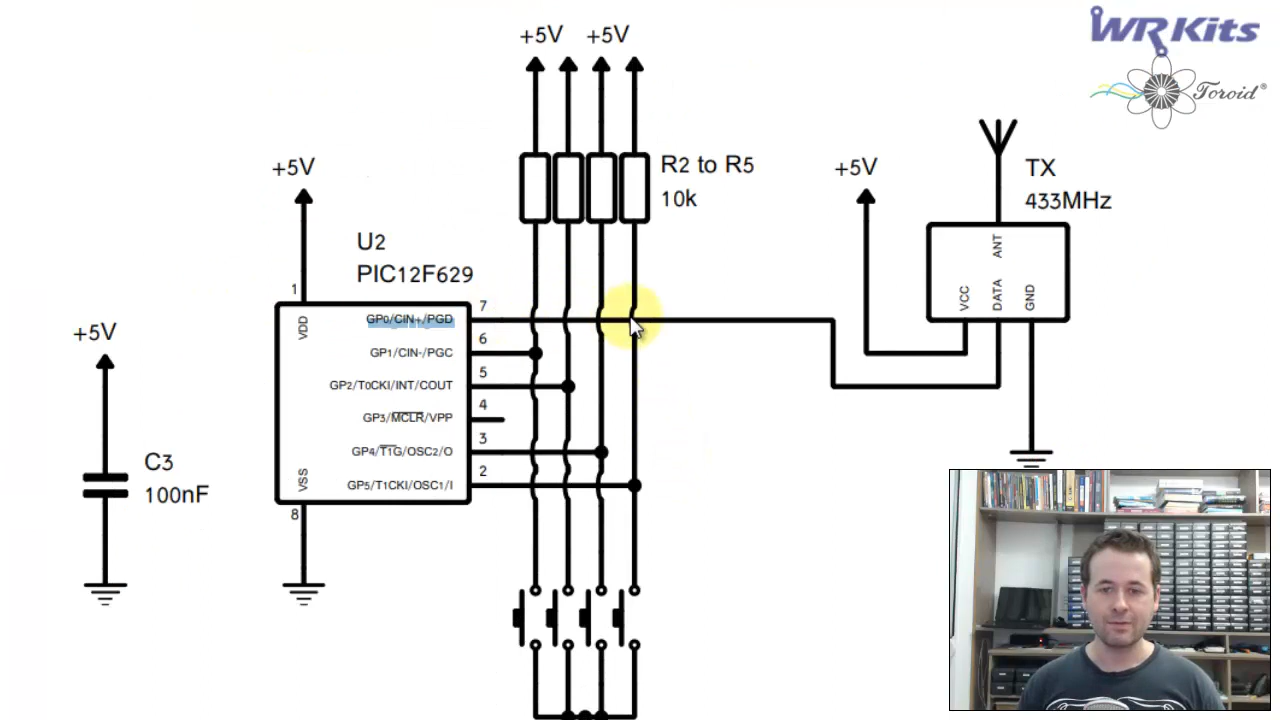 +5V +5V
WR Kits
Toroid®
R2 to R5
10k
+5V
+5V
TX
433MHz
U2
PIC12F629
ANT
VCC
DATA
GND
1
VDD
GP0/CIN+/PGD 7
GP1/CIN-/PGC 6
GP2/T0CKI/INT/COUT 5
GP3/MCLR/VPP 4
GP4/T1G/OSC2/O 3
GP5/T1CKI/OSC1/I 2
VSS
8
+5V
C3
100nF